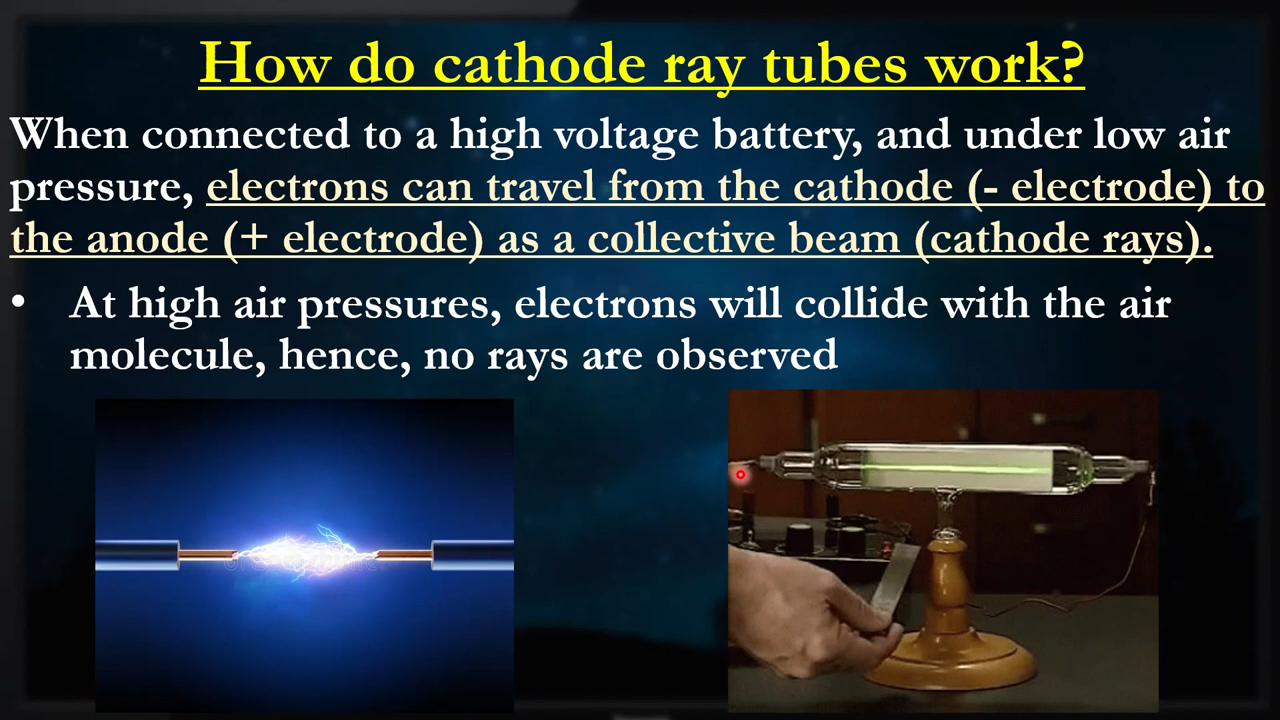 How do cathode ray tubes work?
When connected to a high voltage battery, and under low air
pressure, electrons can travel from the cathode (- electrode) to
the anode (+ electrode) as a collective beam (cathode rays).
• At high air pressures, electrons will collide with the air
molecule, hence, no rays are observed